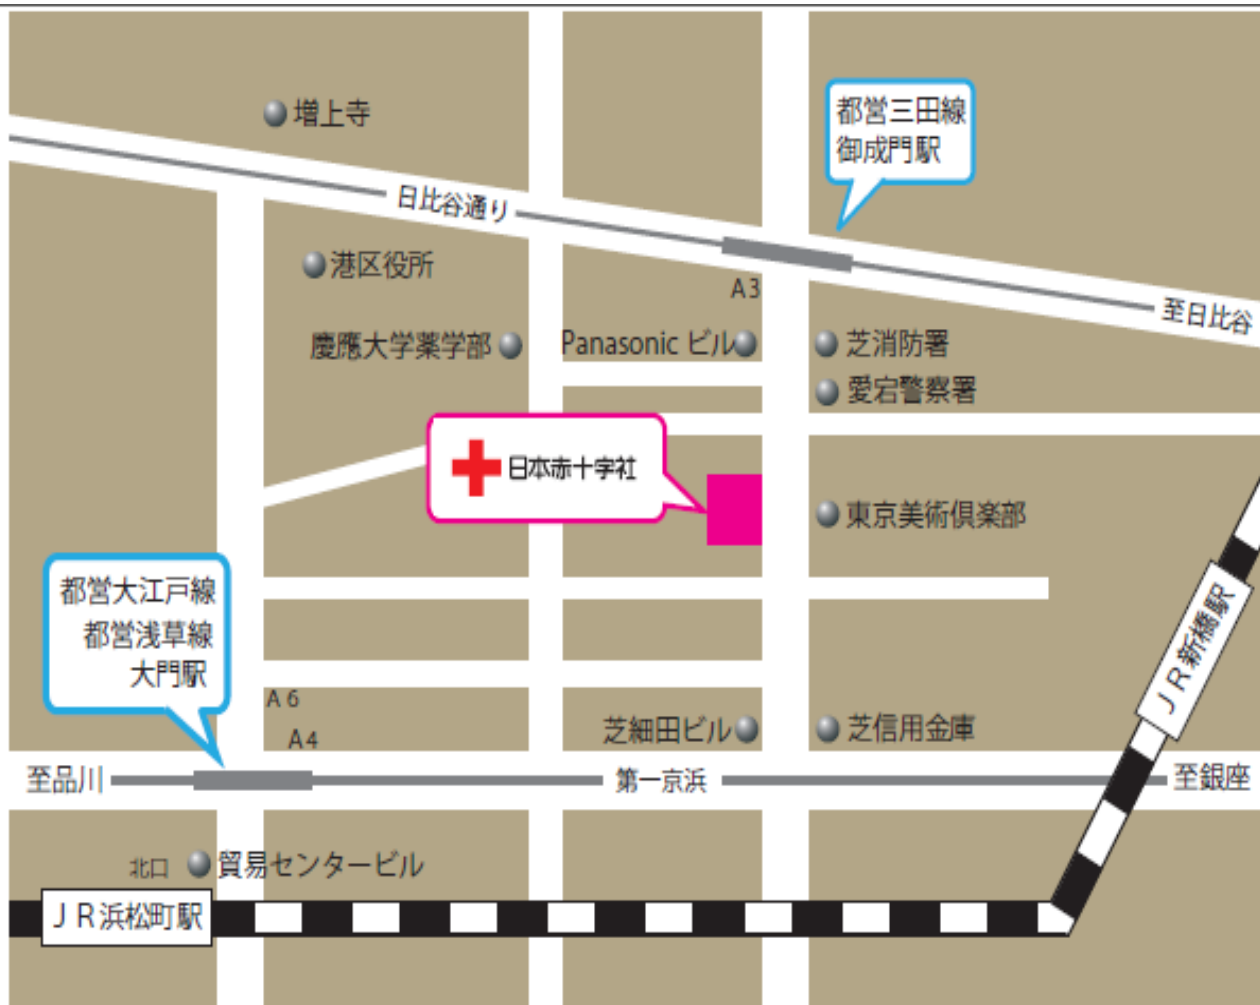 増上寺
都営三田線
御成門駅
日比谷通り
港区役所
A3
至日比谷
慶應大学薬学部
Panasonic ビル
芝消防署
愛宕警察署
日本赤十字社
東京美術倶楽部
都営大江戸線
都営浅草線
大門駅
JR新橋駅
A6
A4
芝細田ビル
芝信用金庫
至品川
第一京浜
至銀座
北口
貿易センタービル
JR浜松町駅